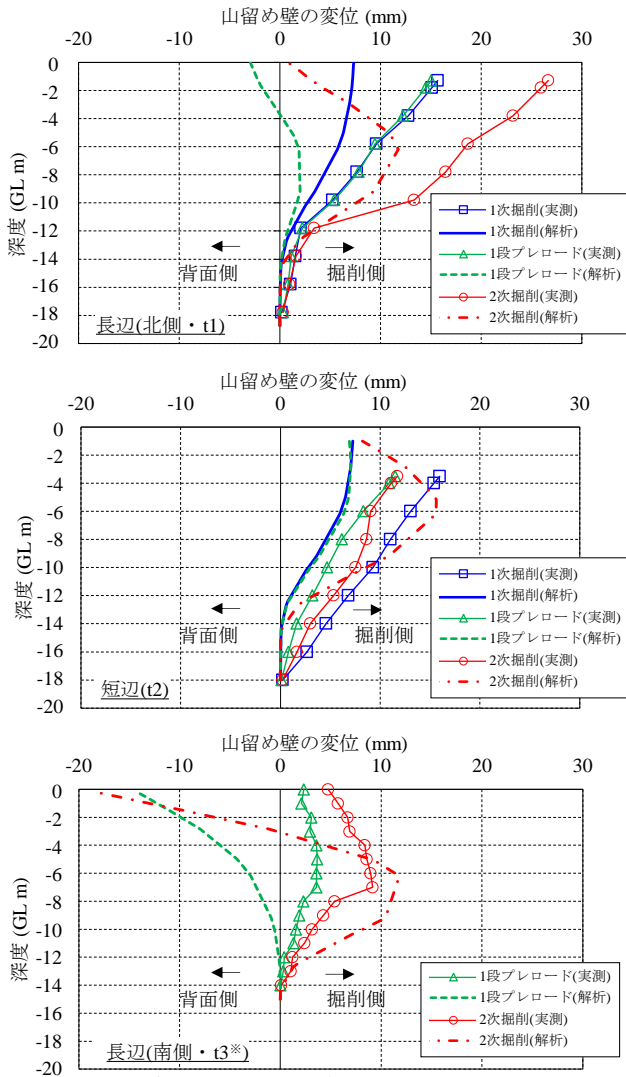 山留め壁の変位 (mm)
-20 -10 0 10 20 30
深度 (GL m)
0
-2
-4
-6
-8
-10
-12
-14
-16
-18
-20
背面側
掘削側
長辺(北側・t1)
1次掘削(実測)
1次掘削(解析)
1段プレロード(実測)
1段プレロード(解析)
2次掘削(実測)
2次掘削(解析)
山留め壁の変位 (mm)
-20 -10 0 10 20 30
深度 (GL m)
0
-2
-4
-6
-8
-10
-12
-14
-16
-18
-20
背面側
掘削側
短辺(t2)
1次掘削(実測)
1次掘削(解析)
1段プレロード(実測)
1段プレロード(解析)
2次掘削(実測)
2次掘削(解析)
山留め壁の変位 (mm)
-20 -10 0 10 20 30
深度 (GL m)
0
-2
-4
-6
-8
-10
-12
-14
-16
-18
-20
背面側
掘削側
長辺(南側・t3※)
1段プレロード(実測)
1段プレロード(解析)
2次掘削(実測)
2次掘削(解析)